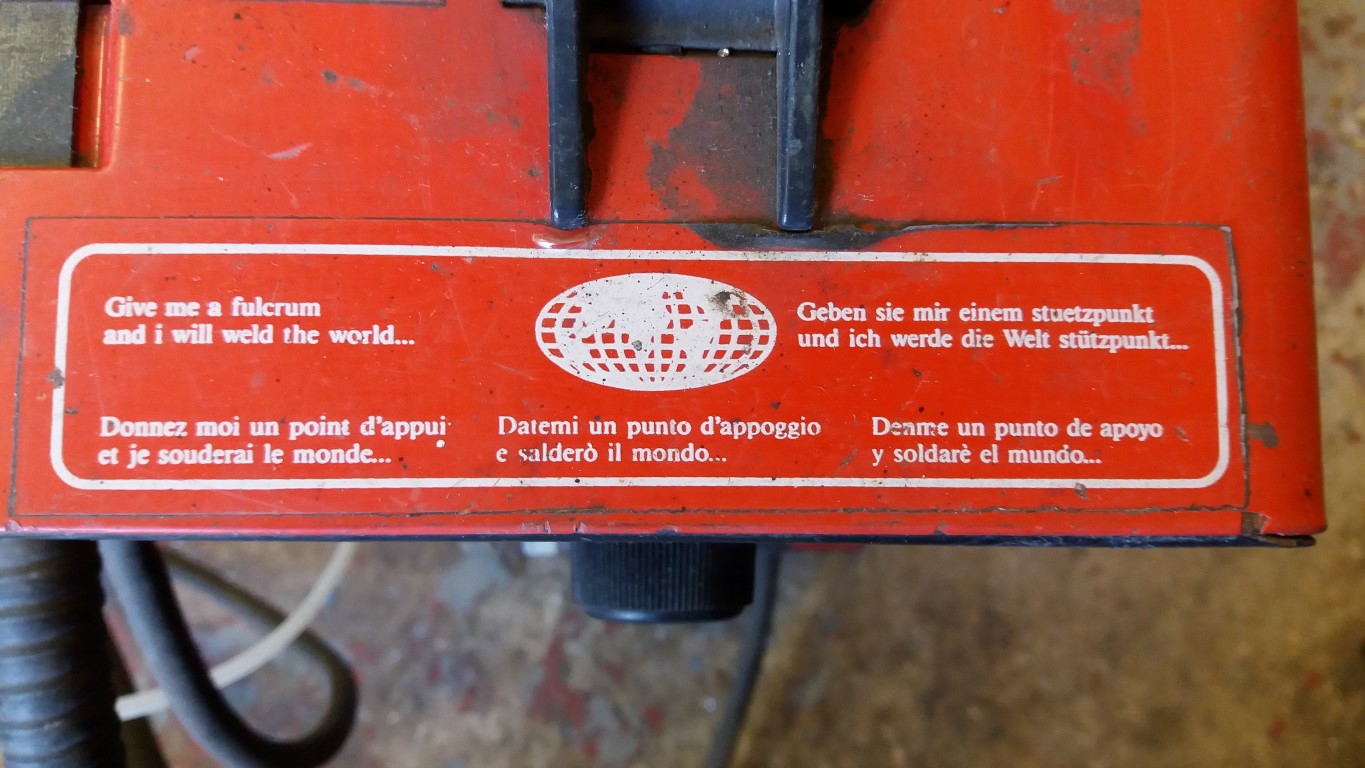 Give me a fulcrum
and i will weld the world...
Geben sie mir einem stuetzpunkt
und ich werde die Welt stützpunkt...
Donnez moi un point d'appui
et je souderai le monde...
Datemi un punto d'appoggio
e salderò il mondo...
Denme un punto de apoyo
y soldarè el mundo...